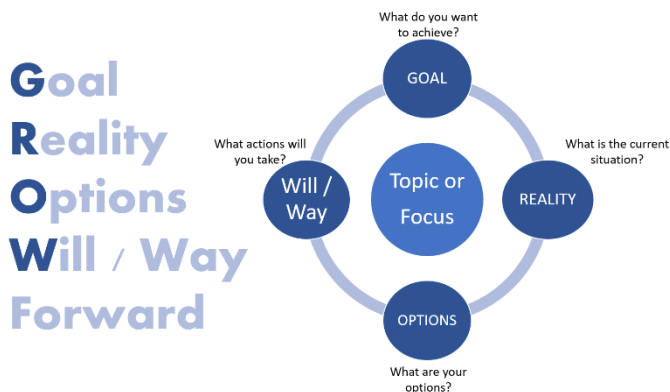 Goal
Reality
Options
Will / Way
Forward
What do you want
to achieve?
GOAL
What is the current
situation?
REALITY
What are your
options?
OPTIONS
What actions will
you take?
Will /
Way
Topic or
Focus